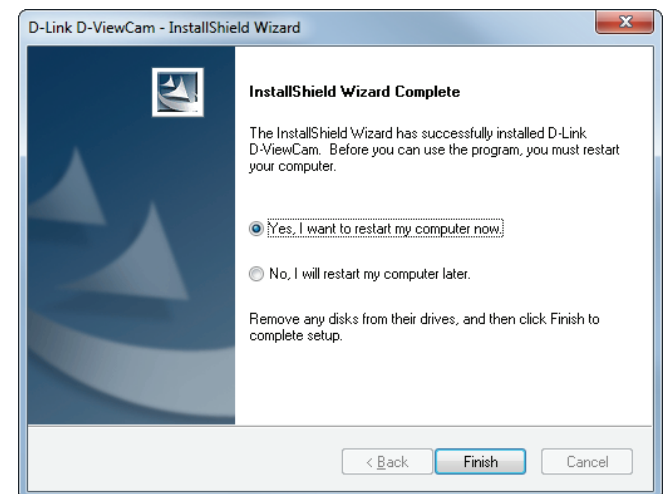 D-Link D-ViewCam - InstallShield Wizard
InstallShield Wizard Complete
The InstallShield Wizard has successfully installed D-Link
D-ViewCam.  Before you can use the program, you must restart
your computer.
Yes, I want to restart my computer now.
No, I will restart my computer later.
Remove any disks from their drives, and then click Finish to
complete setup.
< Back
Finish
Cancel